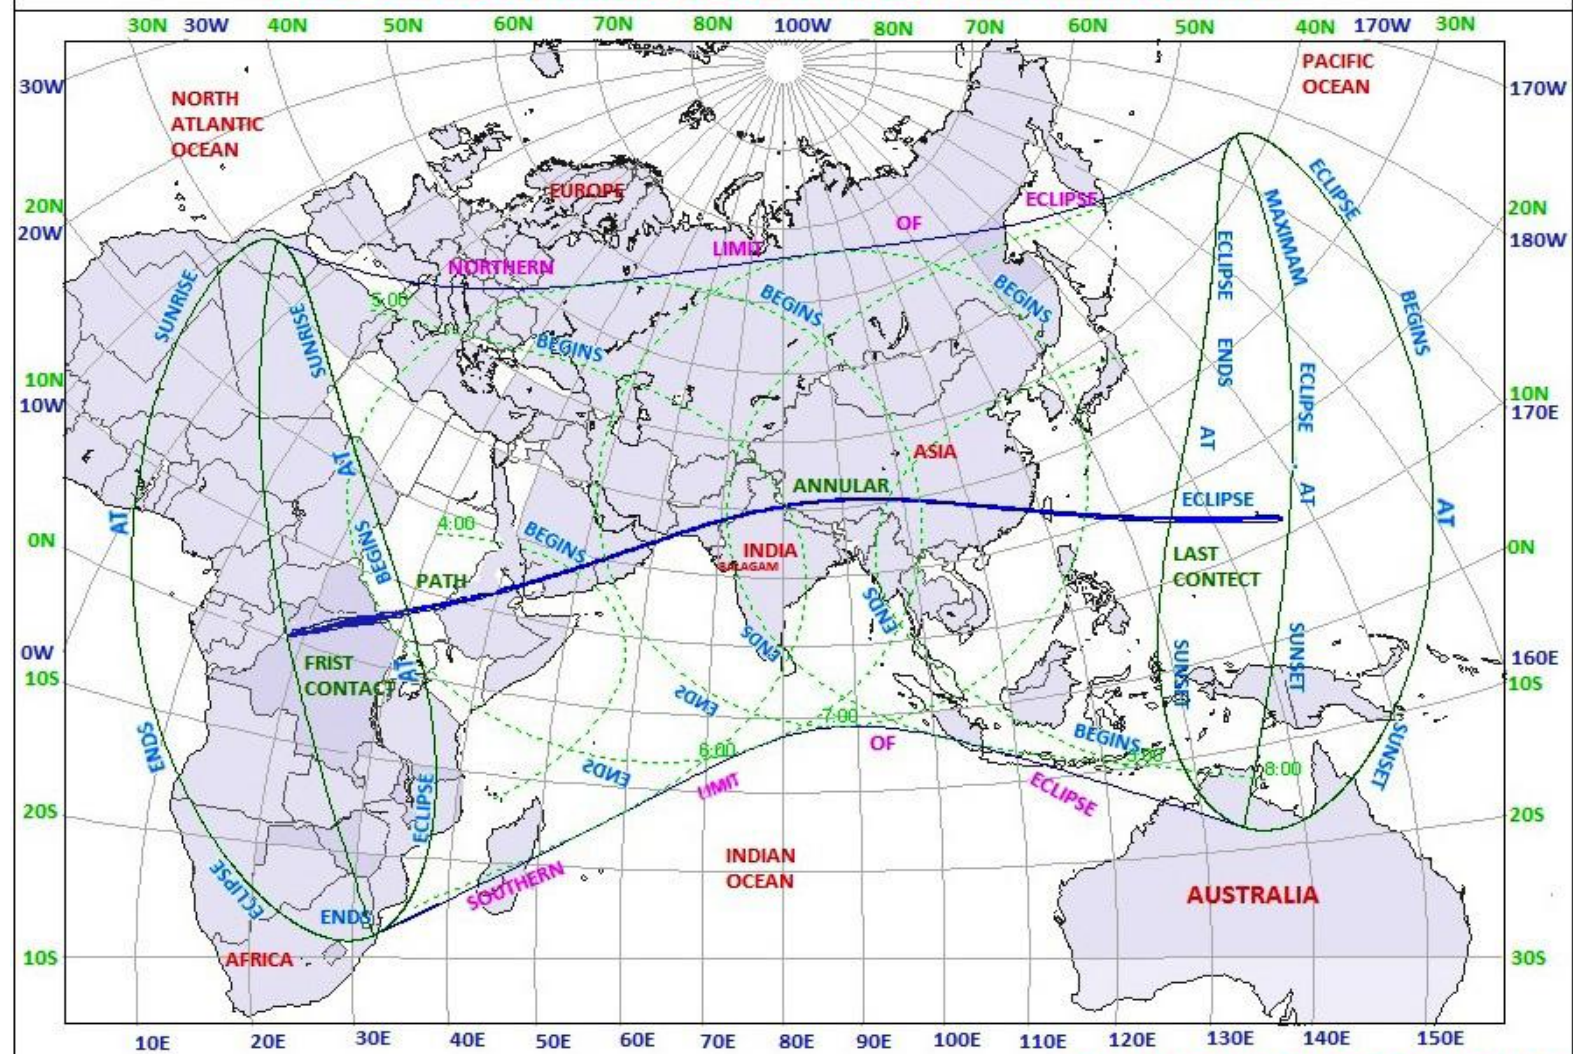 30N 30W 40N 50N 60N 70N 80N 100W 80N 70N 60N 50N 40N 170W 30N
30W
NORTH
ATLANTIC
OCEAN
PACIFIC
OCEAN
170W
EUROPE
ECLIPSE
ECLIPSE
MAXIMAM
20N
20W
OF
LIMIT
NORTHERN
20N
180W
SUNRISE
SUNRISE
5:00
BEGINS
BEGINS
BEGINS
ECLIPSE
ENDS
BEGINS
10N
10W
ECLIPSE
10N
170E
AT
AT
ASIA
ANNULAR
ECLIPSE
AT
AT
AT
4:00
BEGINS
BEGINS
0N
INDIA
BALAGAM
LAST
CONTECT
0N
PATH
ENDS
ENDS
0W
10S
FRIST
CONTACT
AT
SUNSET
SUNSET
160E
10S
ENDS
ENDS
7:00
6:00
OF
BEGINS
5:00
8:00
SUNSET
ENDS
LIMIT
ECLIPSE
ECLIPSE
20S
20S
INDIAN
OCEAN
SOUTHERN
AUSTRALIA
ECLIPSE
ENDS
AFRICA
10S
30S
10E 20E 30E 40E 50E 60E 70E 80E 90E 100E 110E 120E 130E 140E 150E